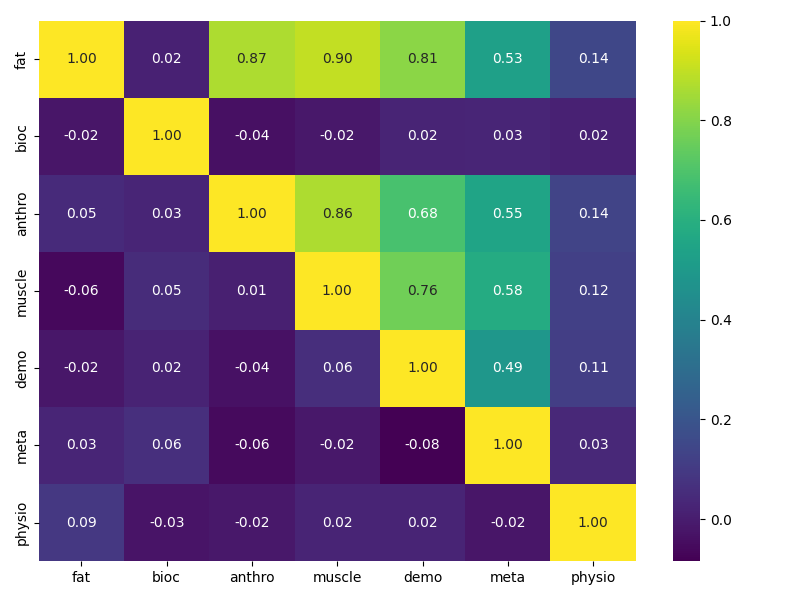 fat 1.00 0.02 0.87 0.90 0.81 0.53 0.14
bioc -0.02 1.00 -0.04 -0.02 0.02 0.03 0.02
anthro 0.05 0.03 1.00 0.86 0.68 0.55 0.14
muscle -0.06 0.05 0.01 1.00 0.76 0.58 0.12
demo -0.02 0.02 -0.04 0.06 1.00 0.49 0.11
meta 0.03 0.06 -0.06 -0.02 -0.08 1.00 0.03
physio 0.09 -0.03 -0.02 0.02 0.02 -0.02 1.00
fat bioc anthro muscle demo meta physio
1.0
0.8
0.6
0.4
0.2
0.0